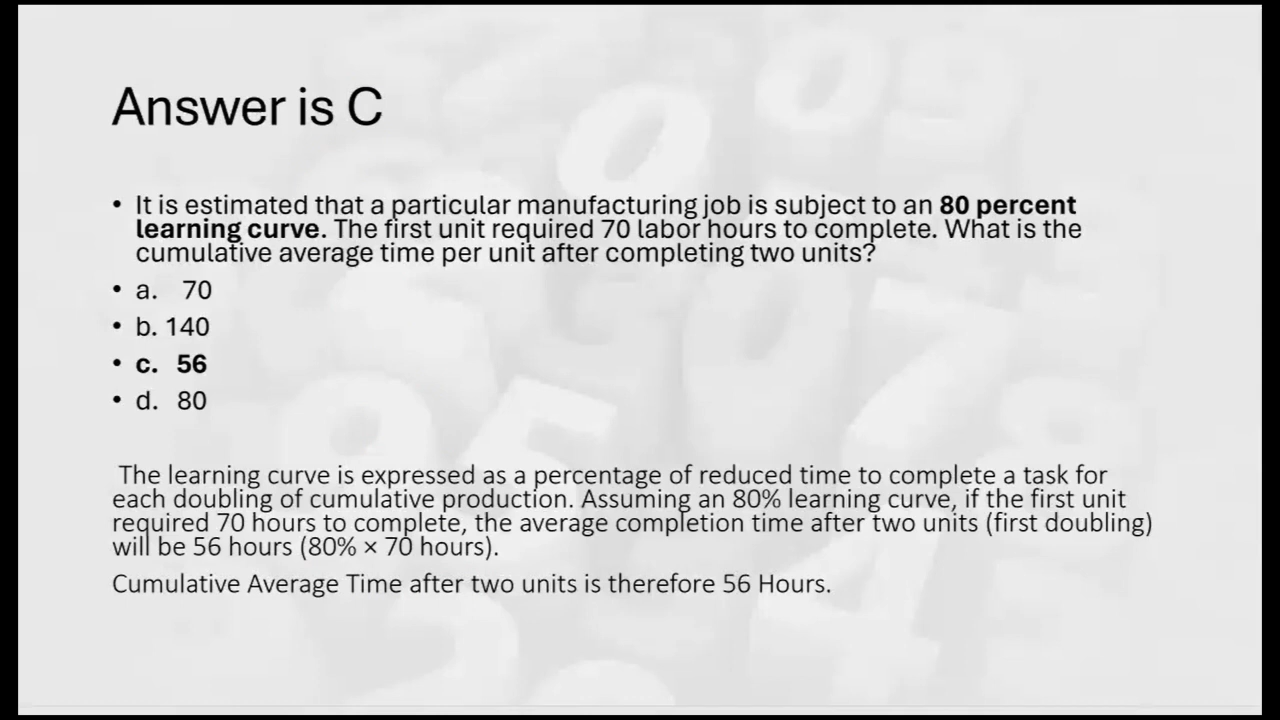 Answer is C
• It is estimated that a particular manufacturing job is subject to an 80 percent
learning curve. The first unit required 70 labor hours to complete. What is the
cumulative average time per unit after completing two units?
• a. 70
• b. 140
• c. 56
• d. 80
The learning curve is expressed as a percentage of reduced time to complete a task for
each doubling of cumulative production. Assuming an 80% learning curve, if the first unit
required 70 hours to complete, the average completion time after two units (first doubling)
will be 56 hours (80% × 70 hours).
Cumulative Average Time after two units is therefore 56 Hours.